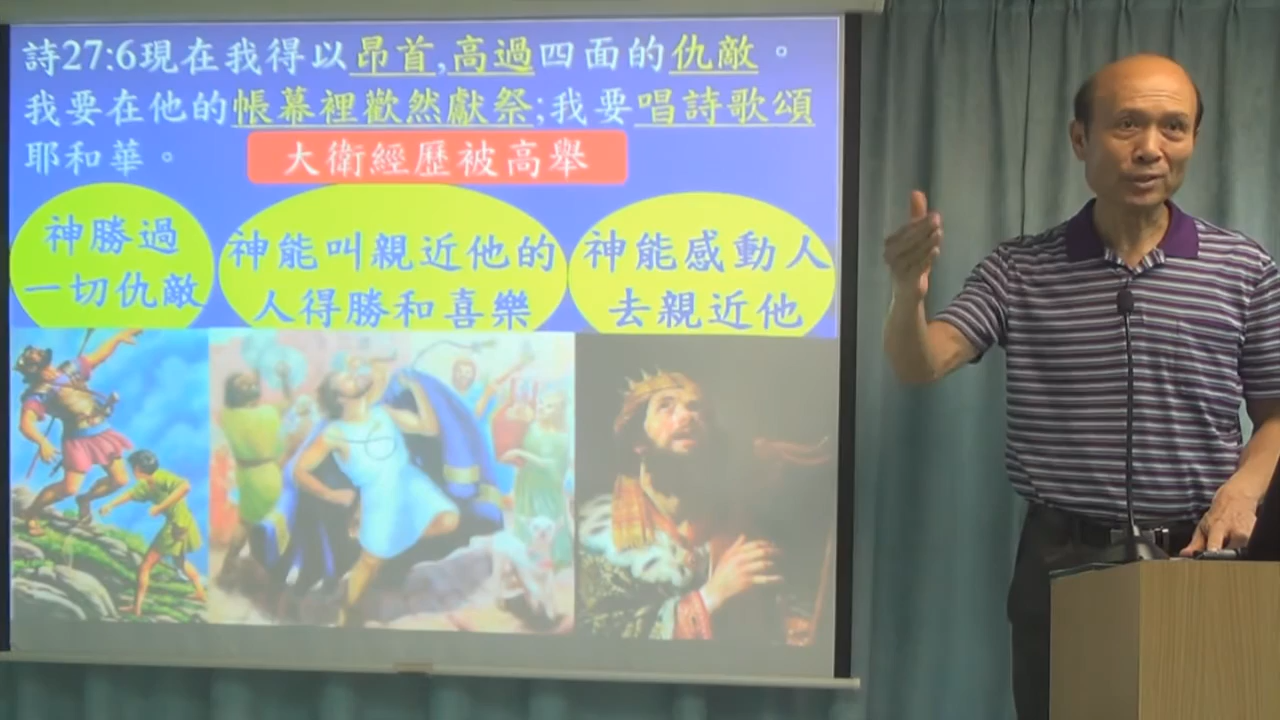 詩27:6現在我得以昂首,高過四面的仇敵。
我要在他的帳幕裡歡然獻祭;我要唱詩歌頌
耶和華。
大衛經歷被高舉
神勝過
一切仇敵
神能叫親近他的
人得勝和喜樂
神能感動人
去親近他